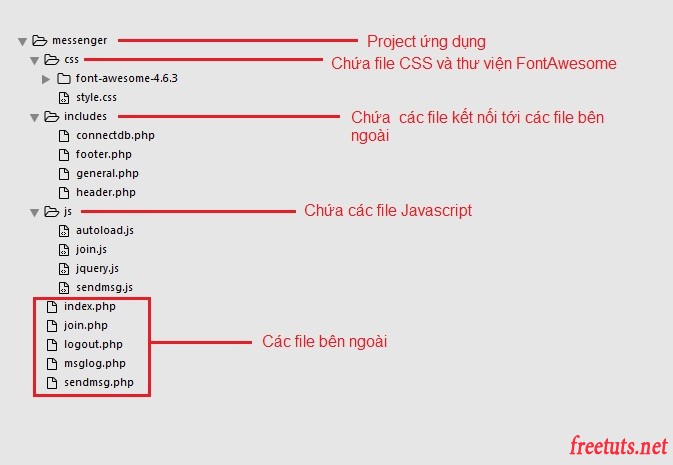 messenger
Project ứng dụng
css
Chứa file CSS và thư viện FontAwesome
font-awesome-4.6.3
style.css
includes
Chứa các file kết nối tới các file bên
ngoài
connectdb.php
footer.php
general.php
header.php
js
Chứa các file Javascript
autoload.js
join.js
jquery.js
sendmsg.js
index.php
join.php
logout.php
Các file bên ngoài
msglog.php
sendmsg.php
freetuts.net